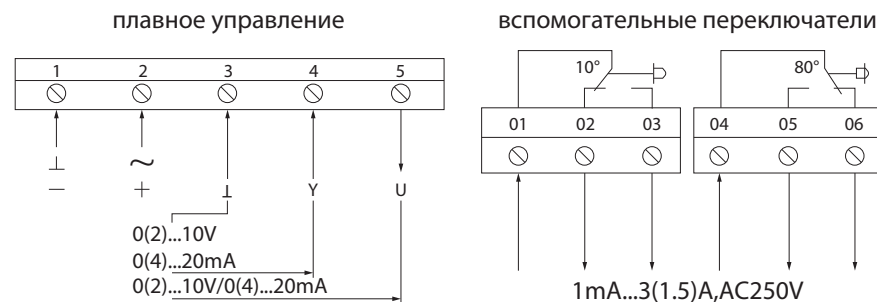 плавное управление
1 2 3 4 5
⊥ ~ ⊥ Y U
− +
0(2)...10V
0(4)...20mA
0(2)...10V/0(4)...20mA
вспомогательные переключатели
10° 80°
01 02 03 04 05 06
1mA...3(1.5)A,AC250V